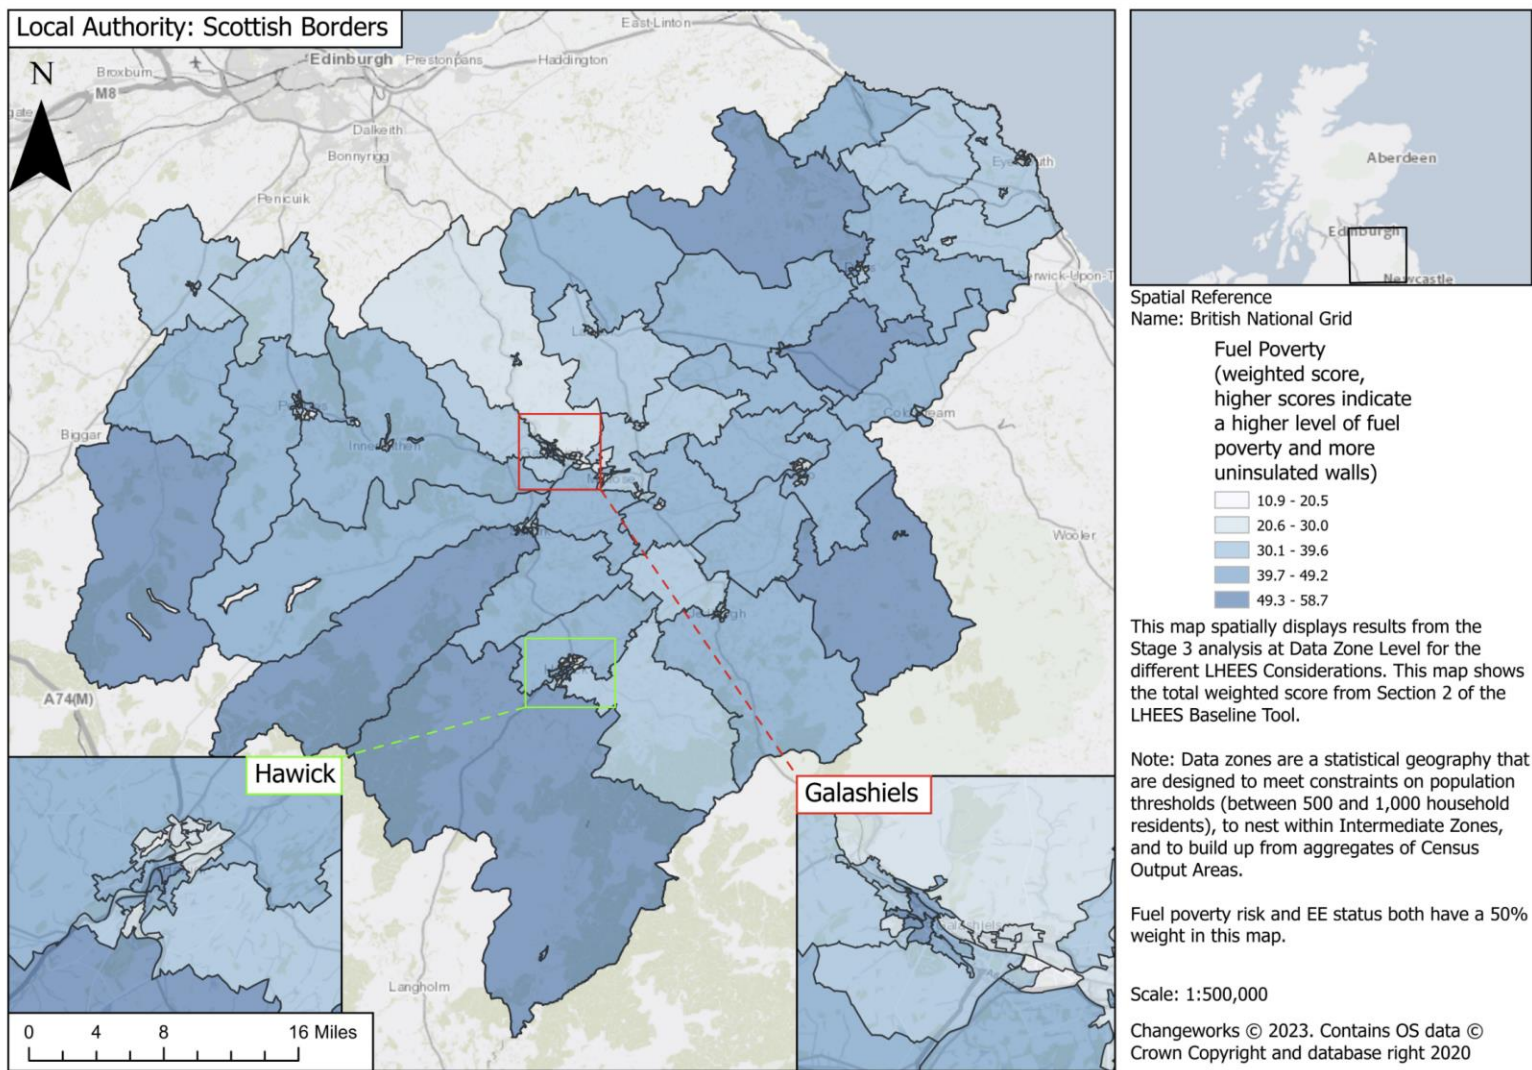 Local Authority: Scottish Borders
N
East Linton
Edinburgh
Prestonpans
Haddington
Broxburn
M8
Dalkeith
Bonnyrigg
Penicuik
Biggar
Wooler
A74(M)
Langholm
Hawick
Galashiels
0 4 8 16 Miles
Aberdeen
Edinburgh
Newcastle
Spatial Reference
Name: British National Grid
Fuel Poverty
(weighted score,
higher scores indicate
a higher level of fuel
poverty and more
uninsulated walls)
10.9 - 20.5
20.6 - 30.0
30.1 - 39.6
39.7 - 49.2
49.3 - 58.7
This map spatially displays results from the
Stage 3 analysis at Data Zone Level for the
different LHEES Considerations. This map shows
the total weighted score from Section 2 of the
LHEES Baseline Tool.
Note: Data zones are a statistical geography that
are designed to meet constraints on population
thresholds (between 500 and 1,000 household
residents), to nest within Intermediate Zones,
and to build up from aggregates of Census
Output Areas.
Fuel poverty risk and EE status both have a 50%
weight in this map.
Scale: 1:500,000
Changeworks © 2023. Contains OS data ©
Crown Copyright and database right 2020